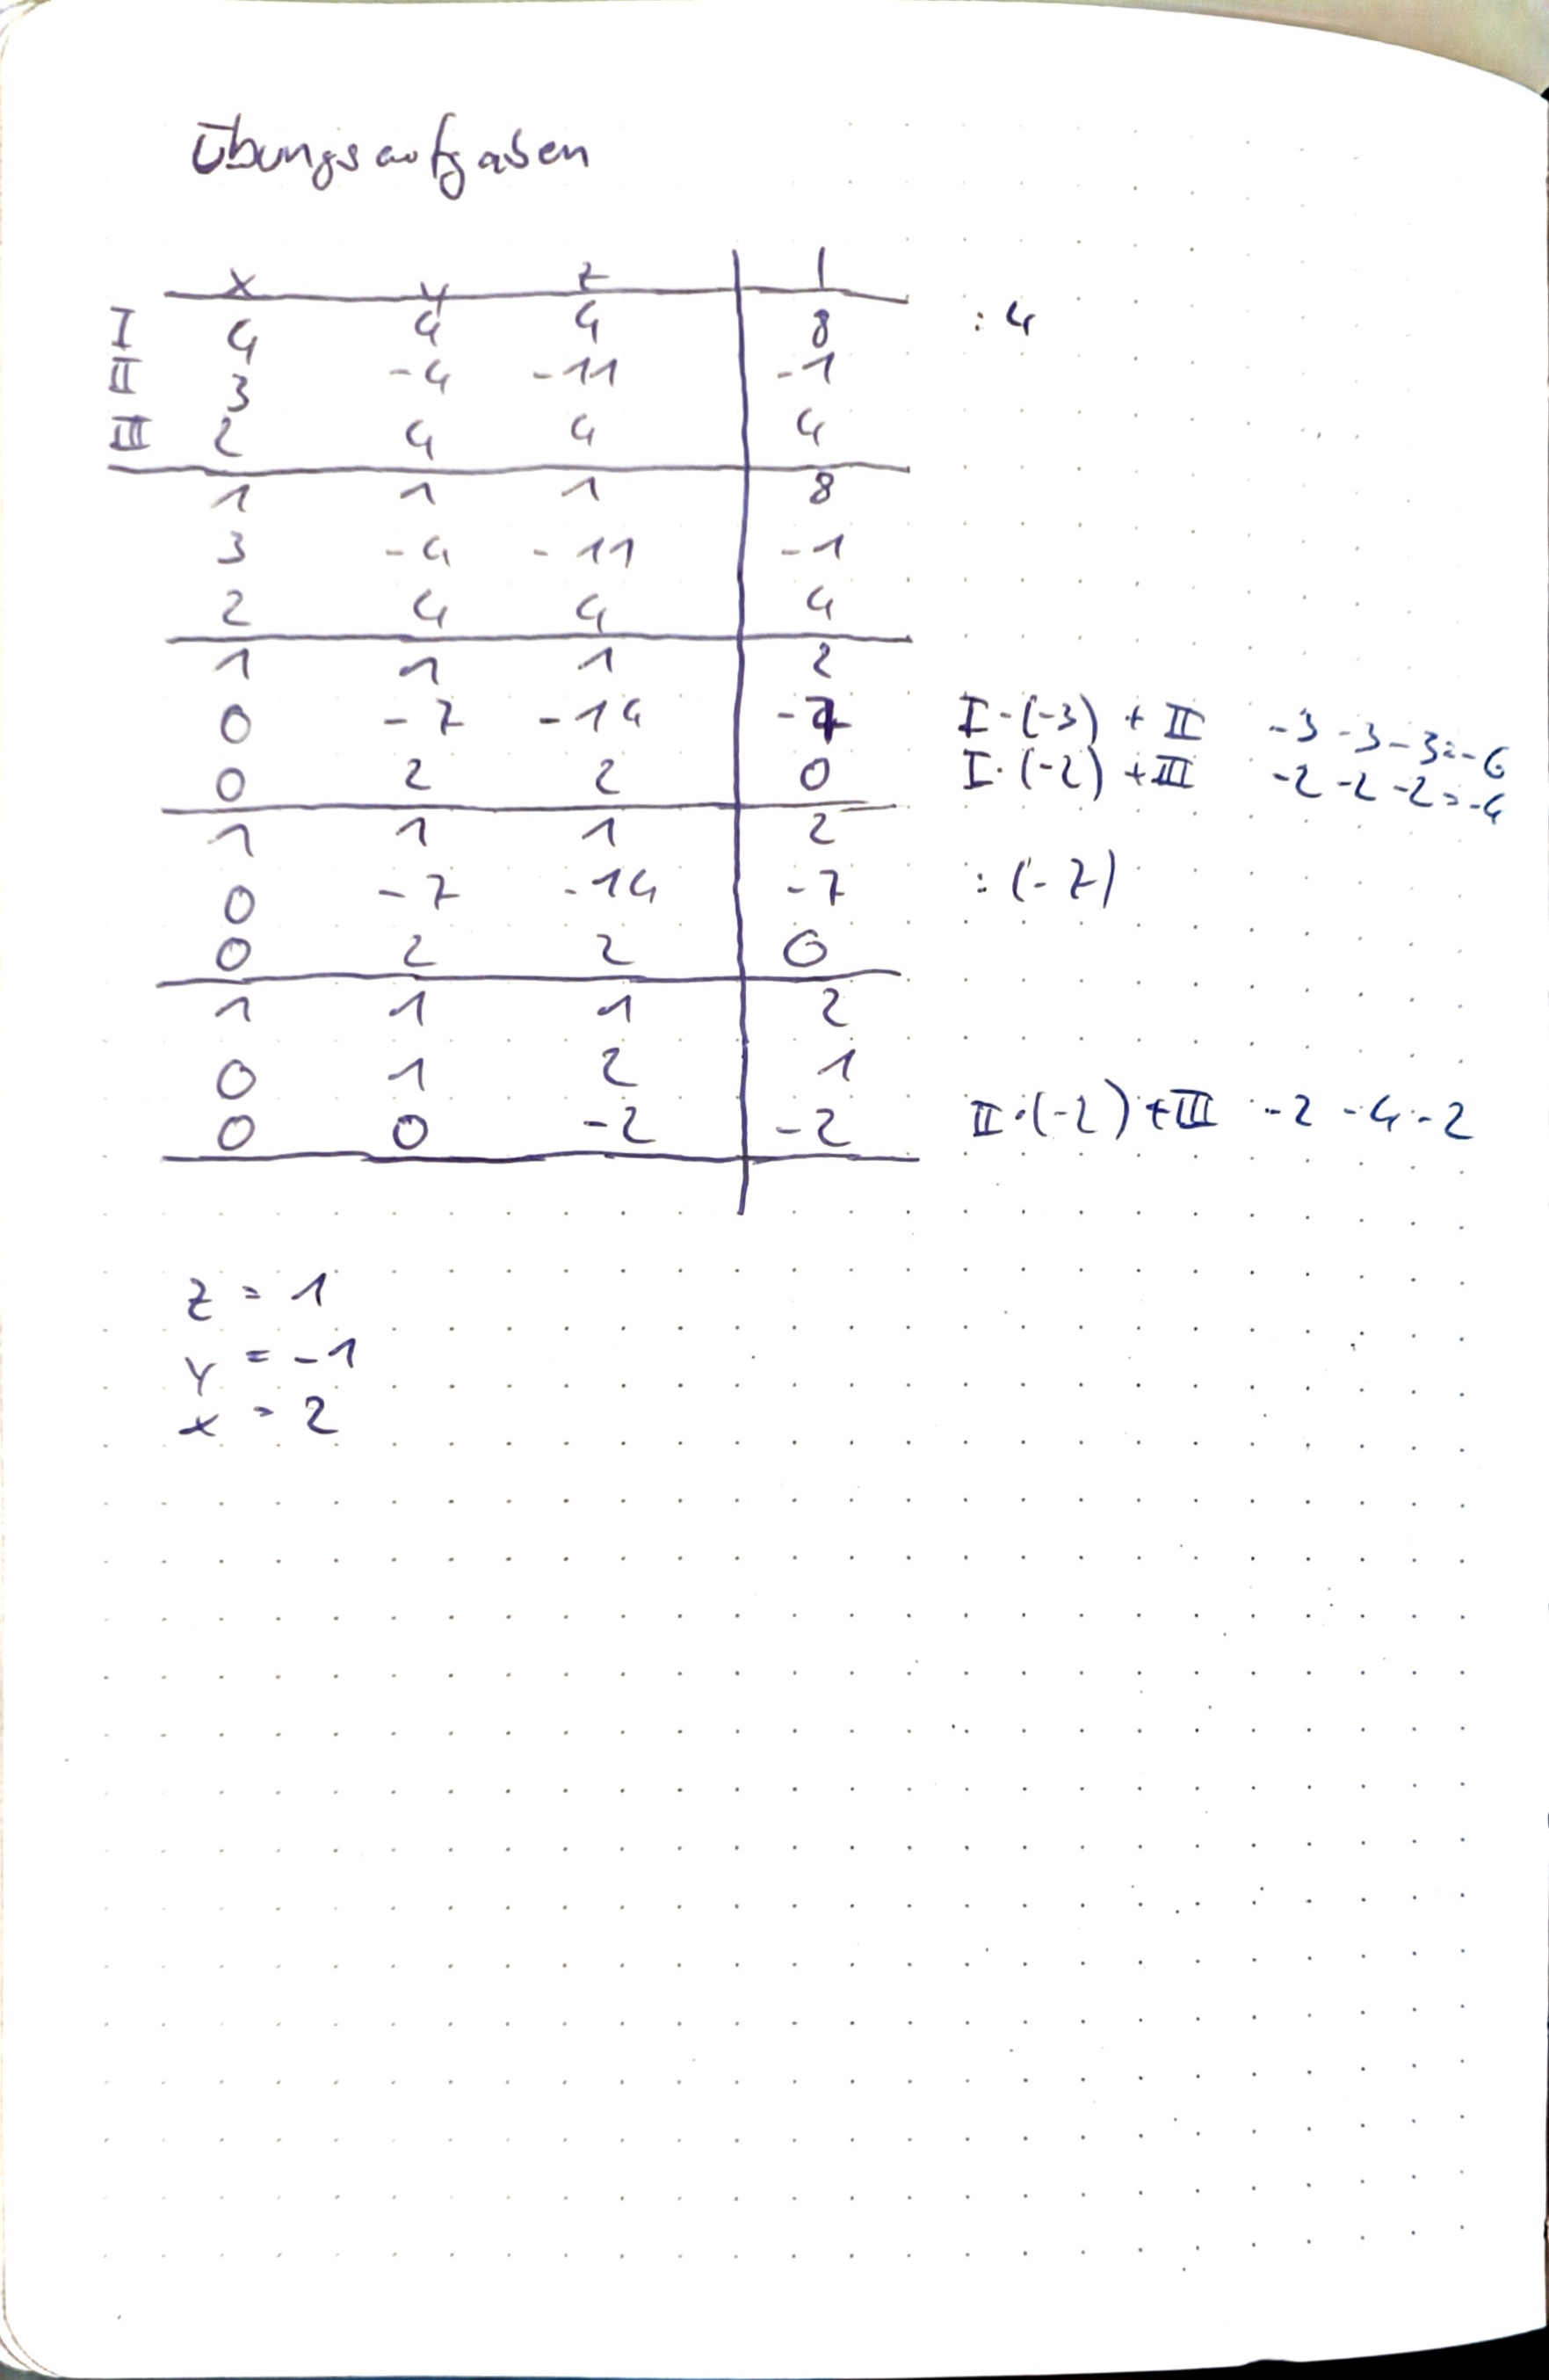 Übungsaufgaben
x y z 1
I 4 4 4 8 : 4
II 3 -4 -11 -1
III 2 4 4 4
1 1 1 8
3 -4 -11 -1
2 4 4 4
1 1 1 2
0 -7 -14 -7 I·(-3) + II -3 -3 -3 = -6
0 2 2 0 I·(-2) + III -2 -2 -2 = -4
1 1 1 2
0 -7 -14 -7 : (-7)
0 2 2 0
1 1 1 2
0 1 2 1
0 0 -2 -2 II·(-2) + III -2 -4 -2
z = 1
y = -1
x = 2